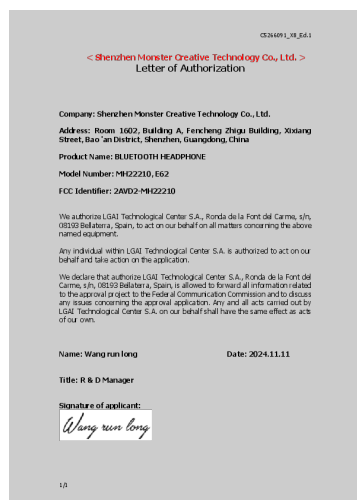 CS266091_XII_Ed.1
< Shenzhen Monster Creative Technology Co., Ltd. >
Letter of Authorization
Company: Shenzhen Monster Creative Technology Co., Ltd.
Address: Room 1602, Building A, Fencheng Zhigu Building, Xixiang
Street, Bao 'an District, Shenzhen, Guangdong, China
Product Name: BLUETOOTH HEADPHONE
Model Number: MH22210, E62
FCC Identifier: 2AVD2-MH22210
We authorize LGAI Technological Center S.A., Ronda de la Font del Carme, s/n,
08193 Bellaterra, Spain, to act on our behalf on all matters concerning the above
named equipment.
Any individual within LGAI Technological Center S.A. is authorized to act on our
behalf and take action on the application.
We declare that authorize LGAI Technological Center S.A., Ronda de la Font del
Carme, s/n, 08193 Bellaterra, Spain, is allowed to forward all information related
to the approval project to the Federal Communication Commission and to discuss
any issues concerning the approval application. Any and all acts carried out by
LGAI Technological Center S.A. on our behalf shall have the same effect as acts
of our own.
Name: Wang run long Date: 2024.11.11
Title: R & D Manager
Signature of applicant:
Wang run long
1/1